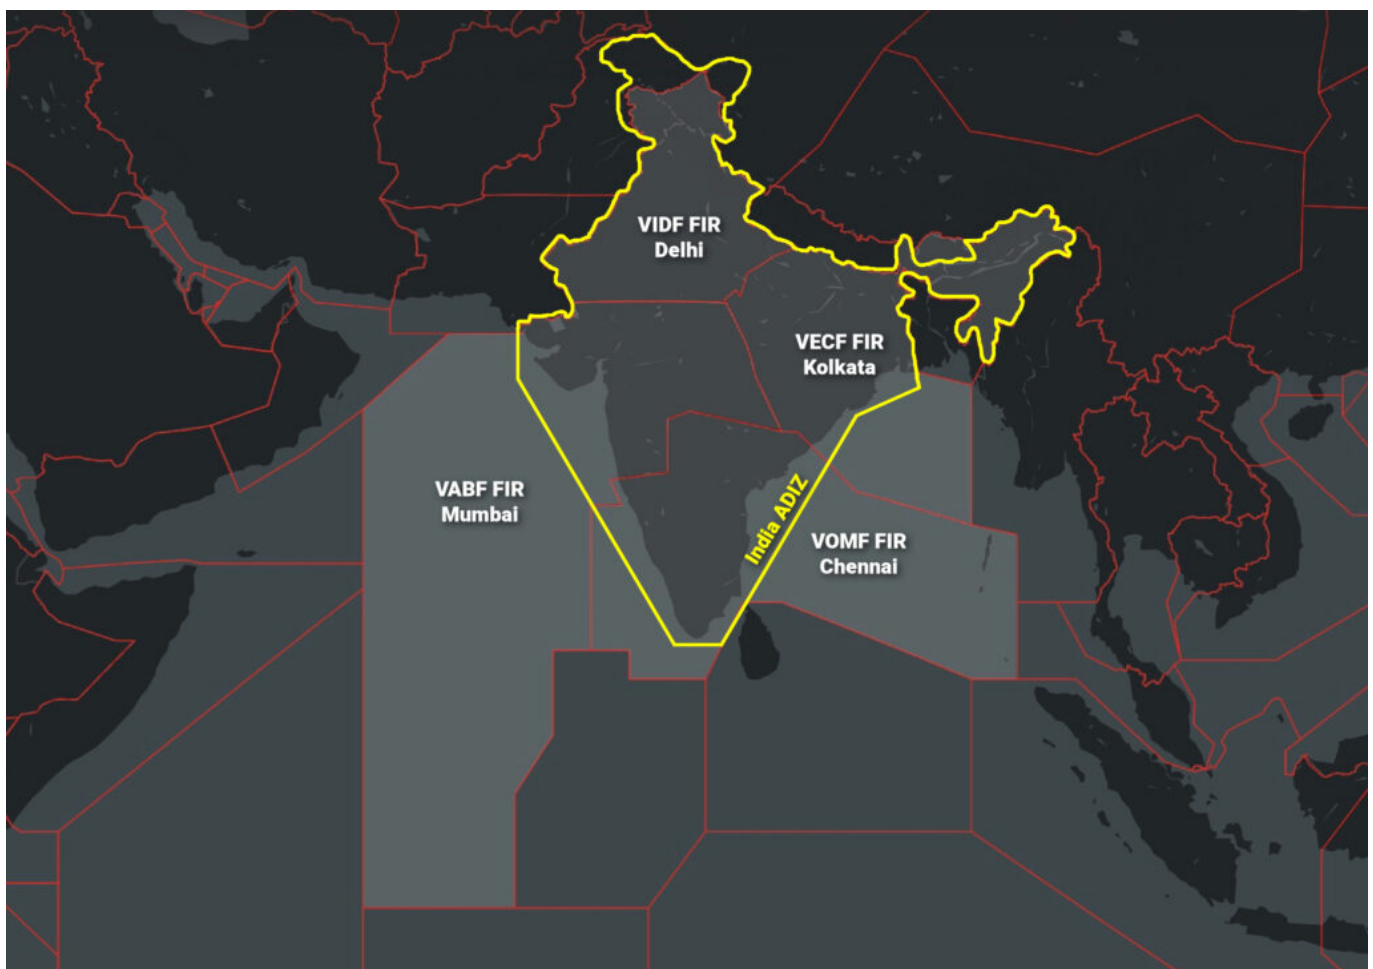 VIDF FIR
Delhi
VECF FIR
Kolkata
VABF FIR
Mumbai
India ADIZ
VOMF FIR
Chennai